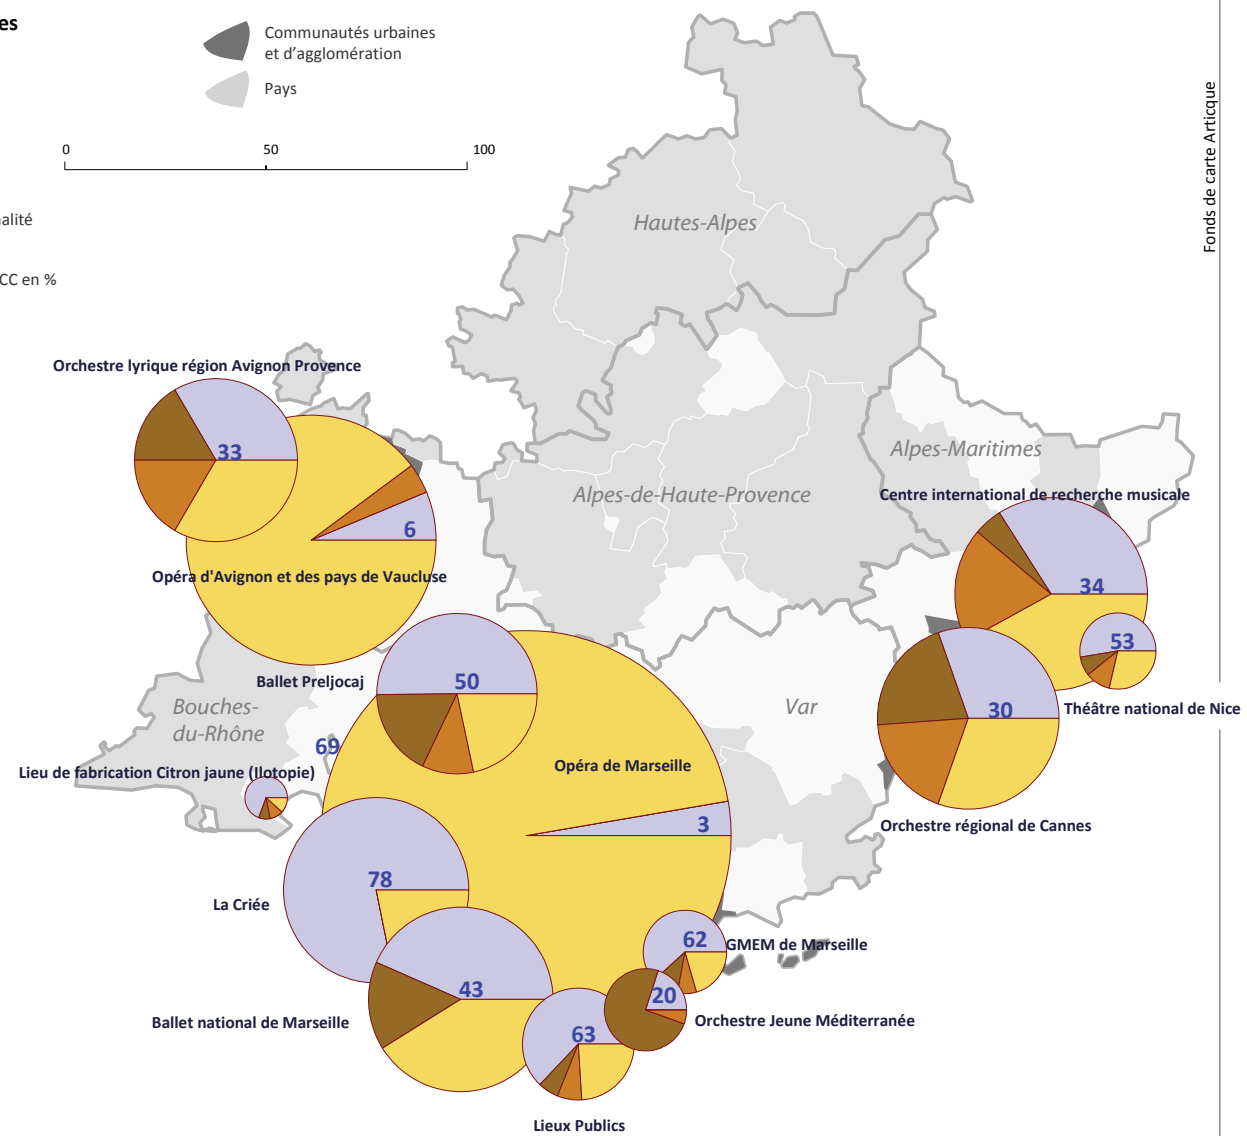 es
Communautés urbaines
et d'agglomération
Pays
0
50
100
alité
CC en %
Fonds de carte Articque
Hautes-Alpes
Orchestre lyrique région Avignon Provence
33
Alpes-Maritimes
Alpes-de-Haute-Provence
Centre international de recherche musicale
6
Opéra d'Avignon et des pays de Vaucluse
34
53
Ballet Preljocaj
50
Bouches-
du-Rhône
Var
30
Théâtre national de Nice
69
Lieu de fabrication Citron jaune (Ilotopie)
Opéra de Marseille
3
Orchestre régional de Cannes
78
La Criée
62
GMEM de Marseille
43
20
Ballet national de Marseille
Orchestre Jeune Méditerranée
63
Lieux Publics